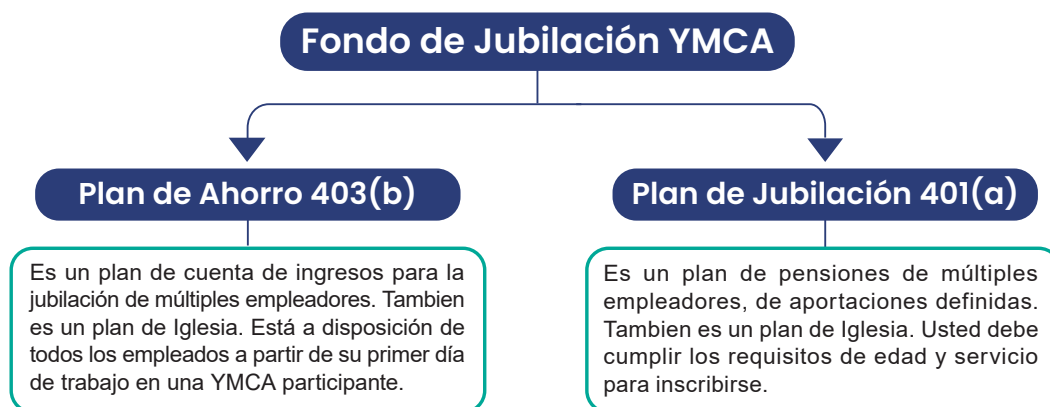 Fondo de Jubilación YMCA
Plan de Ahorro 403(b)
Es un plan de cuenta de ingresos para la
jubilación de múltiples empleadores. Tambien
es un plan de Iglesia. Está a disposición de
todos los empleados a partir de su primer día
de trabajo en una YMCA participante.
Plan de Jubilación 401(a)
Es un plan de pensiones de múltiples
empleadores, de aportaciones definidas.
Tambien es un plan de Iglesia. Usted debe
cumplir los requisitos de edad y servicio
para inscribirse.